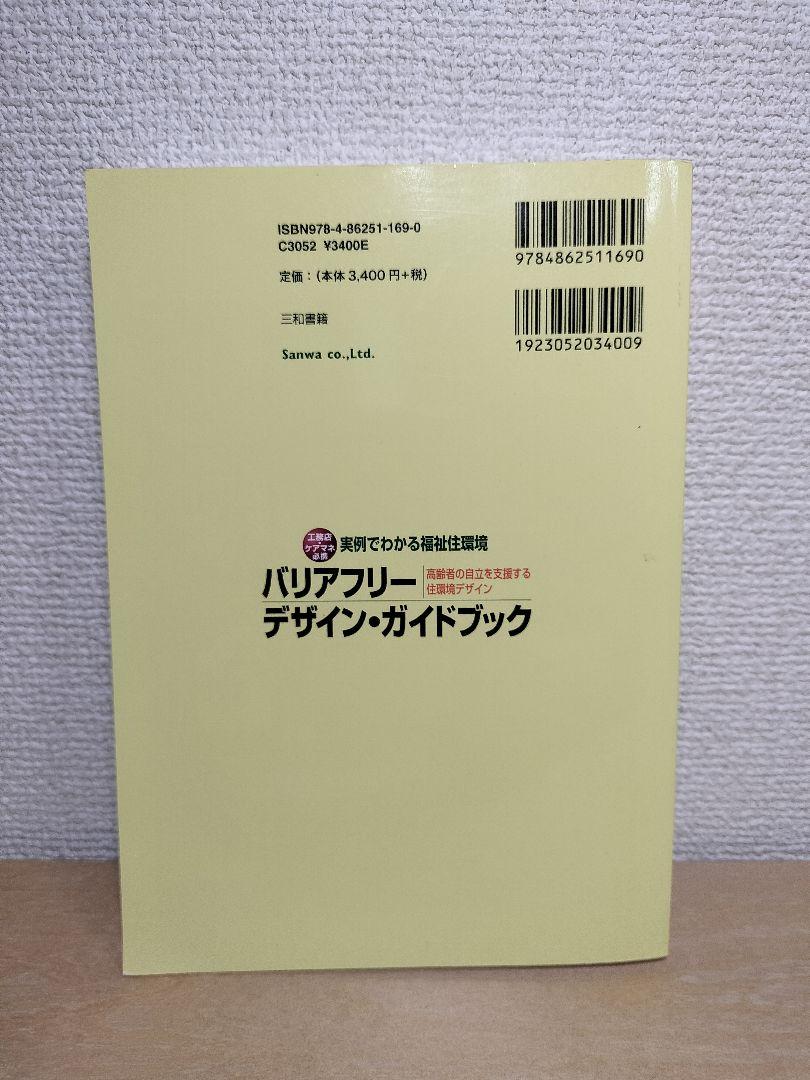 ISBN978-4-86251-169-0
C3052 ¥3400E
定価：（本体 3,400 円＋税）
三和書籍
Sanwa co.,Ltd.
9784862511690
1923052034009
工務店
・
ケアマネ
必携
実例でわかる福祉住環境
バリアフリー
高齢者の自立を支援する
住環境デザイン
デザイン・ガイドブック